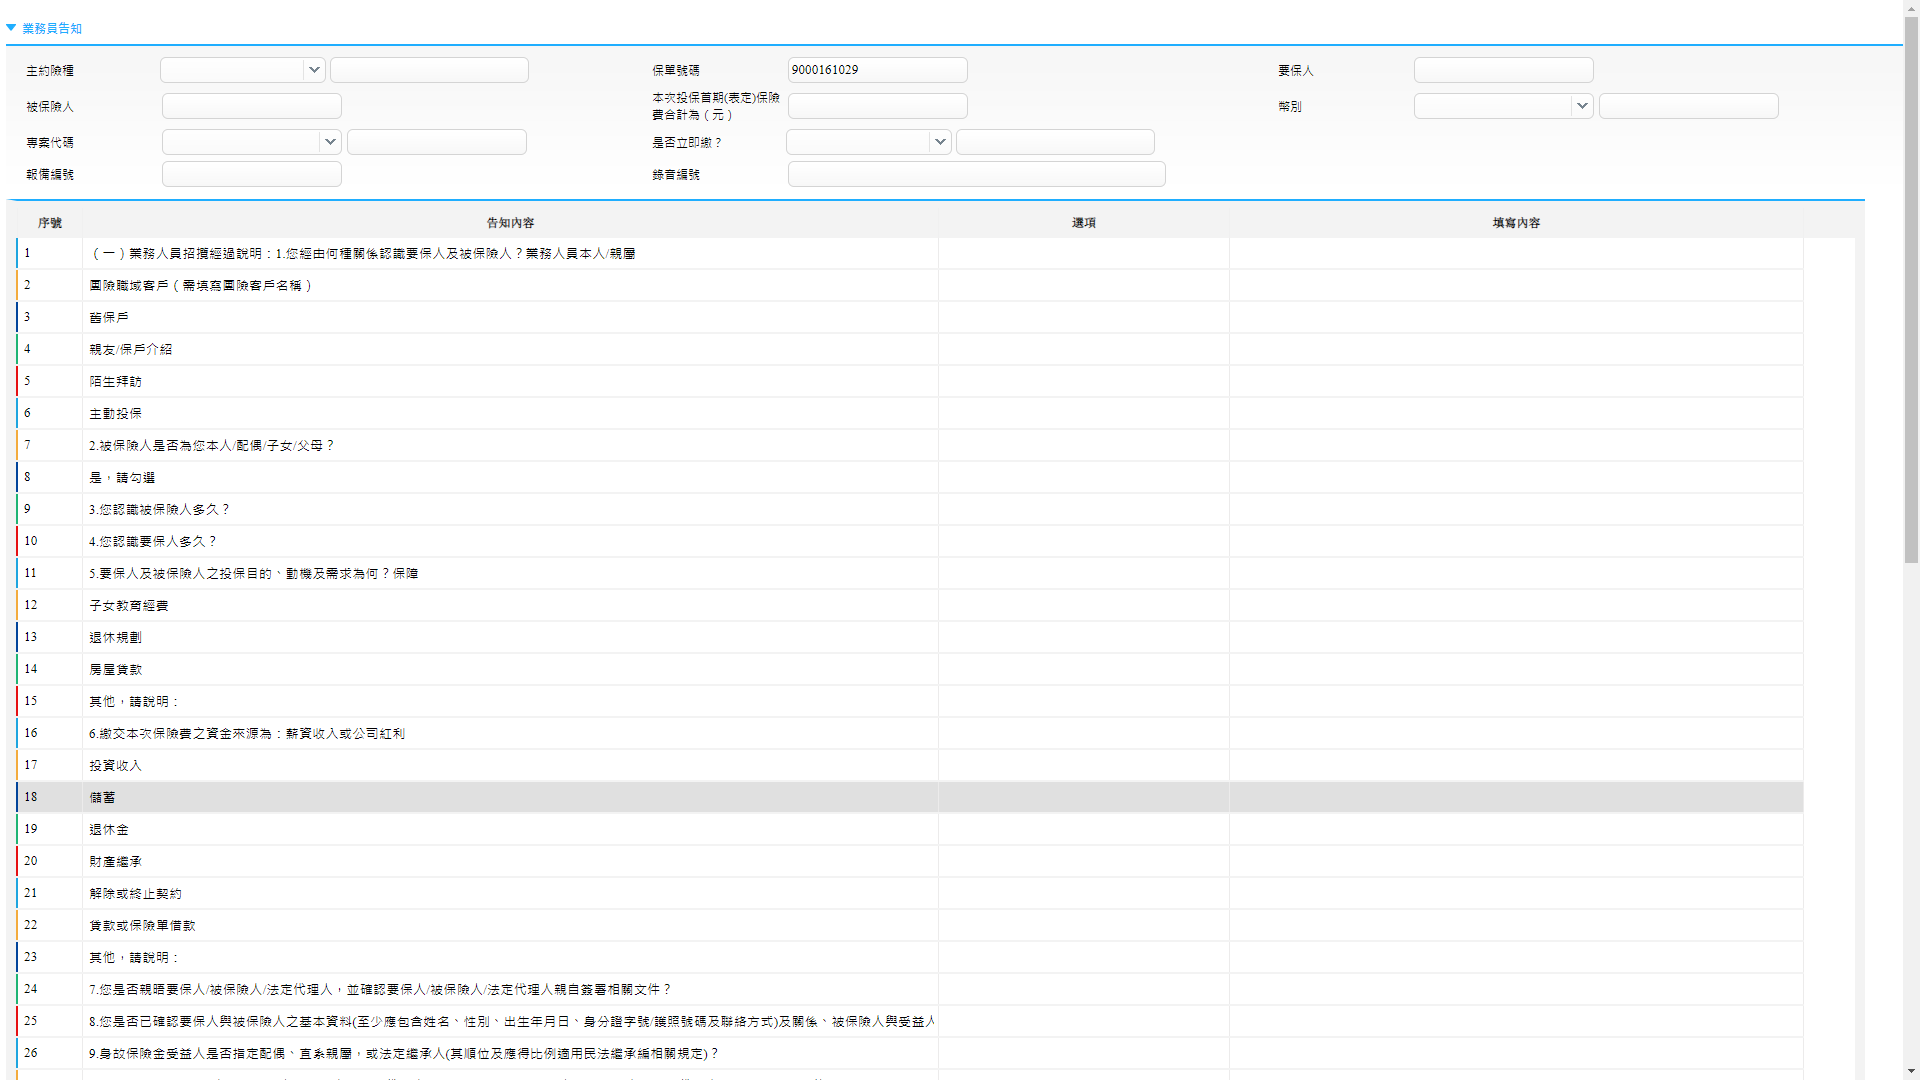 業務員告知
主約險種 保單號碼 9000161029 要保人
被保險人 本次投保首期(表定)保險費合計為（元） 幣別
專案代碼 是否立即繳？
報備編號 錄音編號
序號 告知內容 選項 填寫內容
1 （一）業務人員招攬經過說明：1.您經由何種關係認識要保人及被保險人？業務人員本人/親屬
2 團險職域客戶（需填寫團險客戶名稱）
3 舊保戶
4 親友/保戶介紹
5 陌生拜訪
6 主動投保
7 2.被保險人是否為您本人/配偶/子女/父母？
8 是，請勾選
9 3.您認識被保險人多久？
10 4.您認識要保人多久？
11 5.要保人及被保險人之投保目的、動機及需求為何？保障
12 子女教育經費
13 退休規劃
14 房屋貸款
15 其他，請說明：
16 6.繳交本次保險費之資金來源為：薪資收入或公司紅利
17 投資收入
18 儲蓄
19 退休金
20 財產繼承
21 解除或終止契約
22 貸款或保險單借款
23 其他，請說明：
24 7.您是否親晤要保人/被保險人/法定代理人，並確認要保人/被保險人/法定代理人親自簽署相關文件？
25 8.您是否已確認要保人與被保險人之基本資料(至少應包含姓名、性別、出生年月日、身分證字號/護照號碼及聯絡方式)及關係、被保險人與受益人
26 9.身故保險金受益人是否指定配偶、直系親屬，或法定繼承人(其順位及應得比例適用民法繼承編相關規定)？